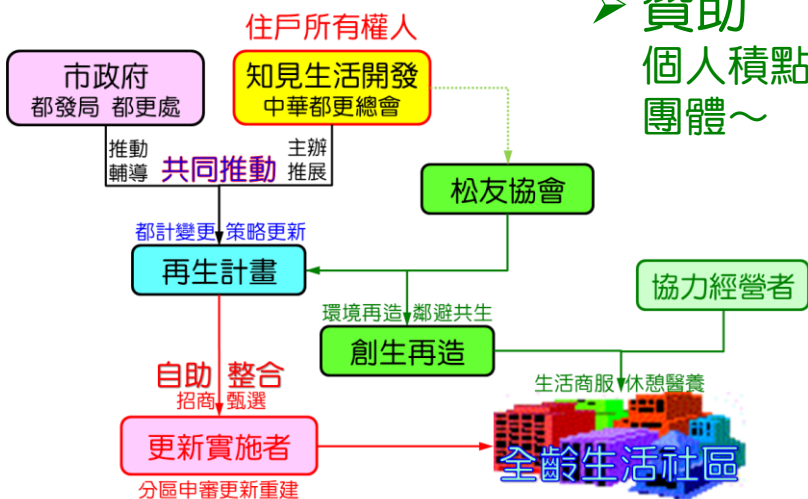 住戶所有權人
➤ 贊助
個人積點
團體～
市政府
都發局 都更處
知見生活開發
中華都更總會
推動
輔導
共同推動
主辦
推展
松友協會
都計變更 策略更新
再生計畫
協力經營者
環境再造 鄰避共生
創生再造
自助 整合
招商 甄選
生活商服 休憩醫養
更新實施者
全齡生活社區
分區申審更新重建